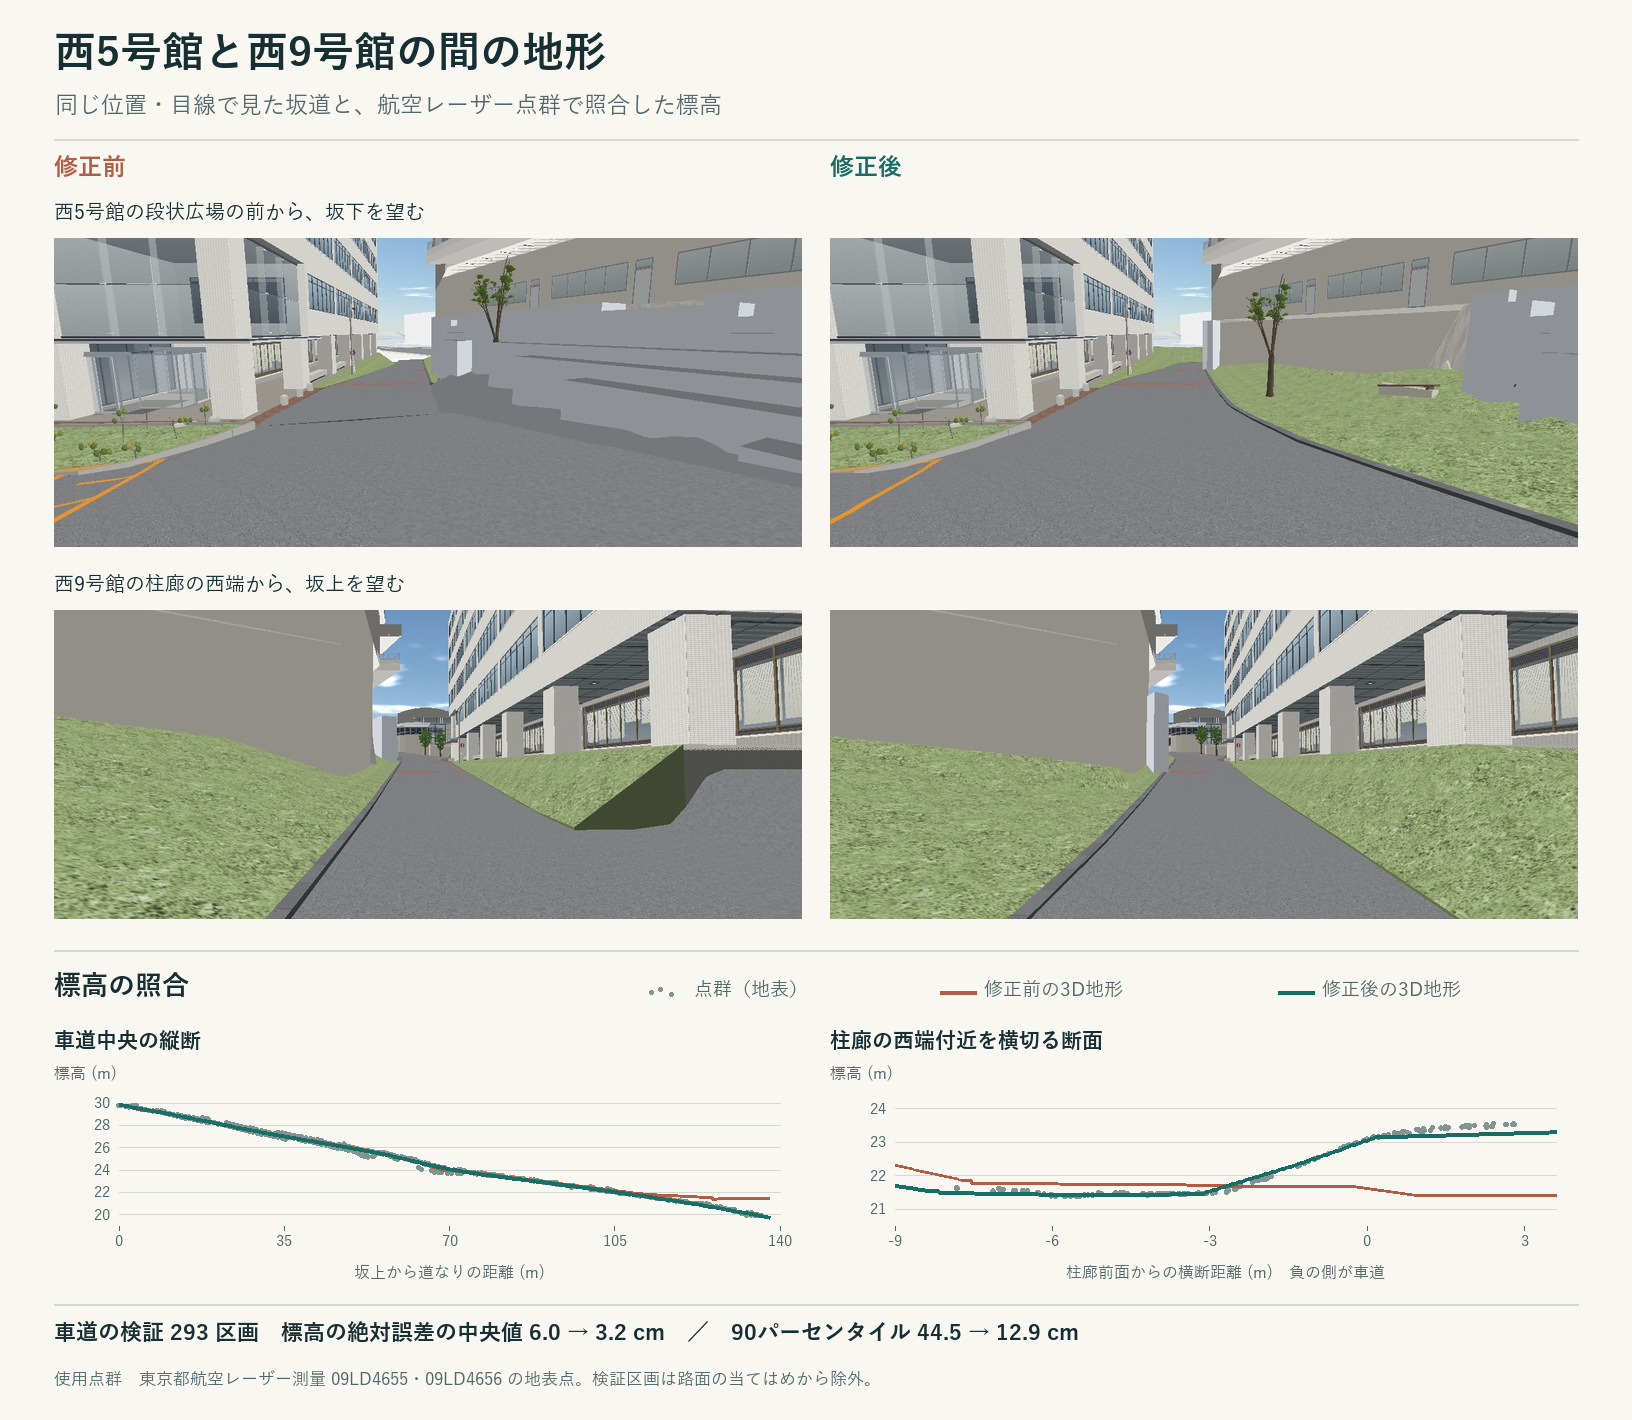 西5号館と西9号館の間の地形
同じ位置・目線で見た坂道と、航空レーザー点群で照合した標高
修正前
修正後
西5号館の段状広場の前から、坂下を望む
西9号館の柱廊の西端から、坂上を望む
標高の照合
点群（地表）
修正前の3D地形
修正後の3D地形
車道中央の縦断
標高 (m)
30
28
26
24
22
20
0
35
70
105
140
坂上から道なりの距離 (m)
柱廊の西端付近を横切る断面
標高 (m)
24
23
22
21
-9
-6
-3
0
3
柱廊前面からの横断距離 (m)　負の側が車道
車道の検証 293 区画　標高の絶対誤差の中央値 6.0 → 3.2 cm　／　90パーセンタイル 44.5 → 12.9 cm
使用点群　東京都航空レーザー測量 09LD4655・09LD4656 の地表点。検証区画は路面の当てはめから除外。